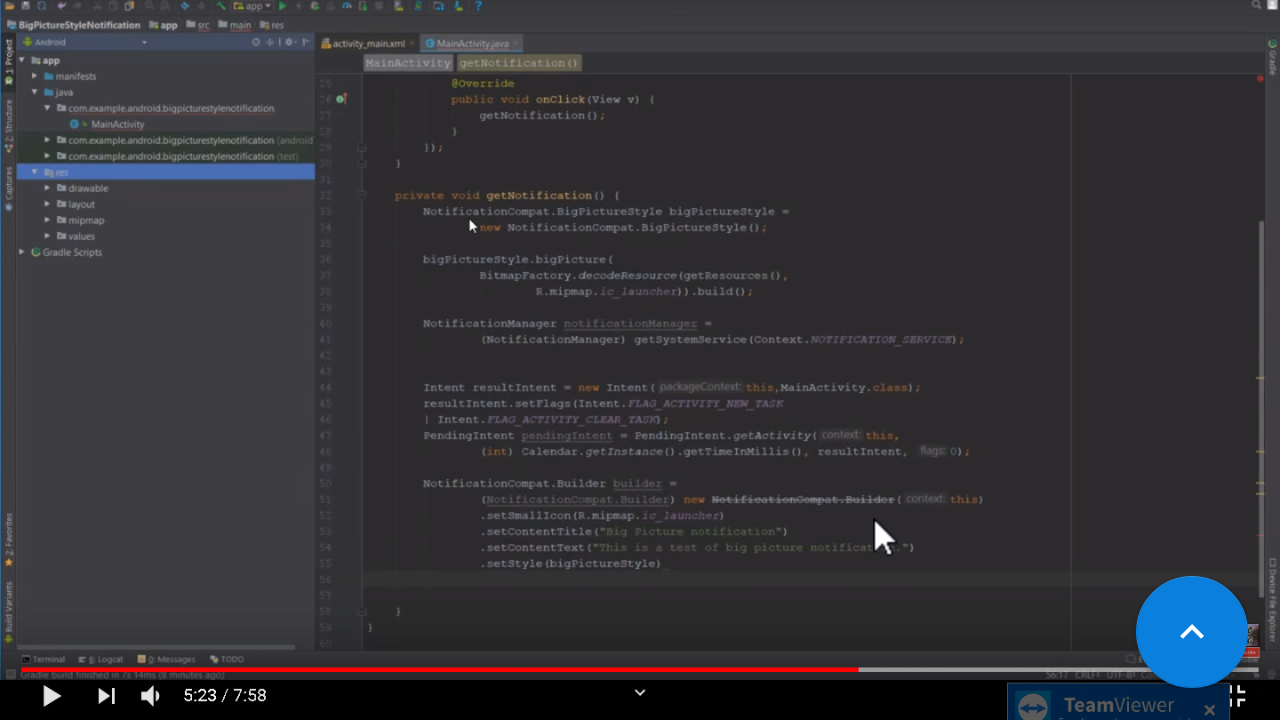 app
BigPictureStyleNotification app src main res
Android
activity_main.xml MainActivity.java
MainActivity getNotification()
1: Project
Z: Structure
Captures
2: Favorites
Build Variants
Gradle
Device File Explorer
app
manifests
java
com.example.android.bigpicturestylenotification
MainActivity
com.example.android.bigpicturestylenotification (android
com.example.android.bigpicturestylenotification (test)
res
drawable
layout
mipmap
values
Gradle Scripts
25 @Override
26 public void onClick(View v) {
27 getNotification();
28 }
29 });
30 }
31
32 private void getNotification() {
33 NotificationCompat.BigPictureStyle bigPictureStyle =
34 new NotificationCompat.BigPictureStyle();
35
36 bigPictureStyle.bigPicture(
37 BitmapFactory.decodeResource(getResources(),
38 R.mipmap.ic_launcher)).build();
39
40 NotificationManager notificationManager =
41 (NotificationManager) getSystemService(Context.NOTIFICATION_SERVICE);
42
43
44 Intent resultIntent = new Intent( packageContext: this,MainActivity.class);
45 resultIntent.setFlags(Intent.FLAG_ACTIVITY_NEW_TASK
46 | Intent.FLAG_ACTIVITY_CLEAR_TASK);
47 PendingIntent pendingIntent = PendingIntent.getActivity( context: this,
48 (int) Calendar.getInstance().getTimeInMillis(), resultIntent, flags: 0);
49
50 NotificationCompat.Builder builder =
51 (NotificationCompat.Builder) new NotificationCompat.Builder( context: this)
52 .setSmallIcon(R.mipmap.ic_launcher)
53 .setContentTitle("Big Picture notification")
54 .setContentText("This is a test of big picture notificat .")
55 .setStyle(bigPictureStyle)
56
57
58 }
59 }
60
Terminal 6: Logcat 0: Messages TODO
Gradle build finished in 7s 14ms (8 minutes ago) 56:17 CRLF UTF-8
5:23 / 7:58
TeamViewer